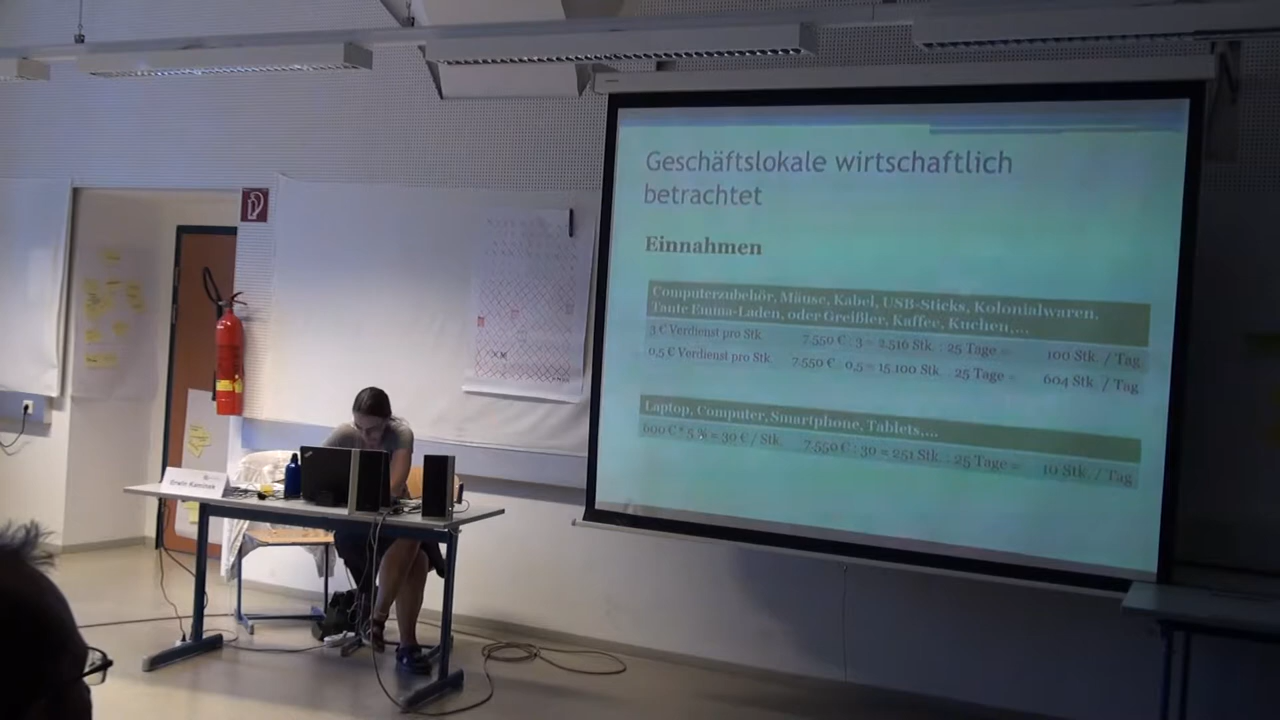 Geschäftslokale wirtschaftlich
betrachtet
Einnahmen
Computerzubehör, Mäuse, Kabel, USB-Sticks, Kolonialwaren,
Tante Emma-Laden, oder Greißler, Kaffee, Kuchen,...
3 € Verdienst pro Stk. 7.550 € : 3 = 2.516 Stk. : 25 Tage = 100 Stk. / Tag
0,5 € Verdienst pro Stk. 7.550 € 0,5 = 15.100 Stk. 25 Tage = 604 Stk. / Tag
Laptop, Computer, Smartphone, Tablets,...
600 € * 5 % = 30 € / Stk. 7.550 € : 30 = 251 Stk. : 25 Tage = 10 Stk. / Tag
Erwin Kaminek